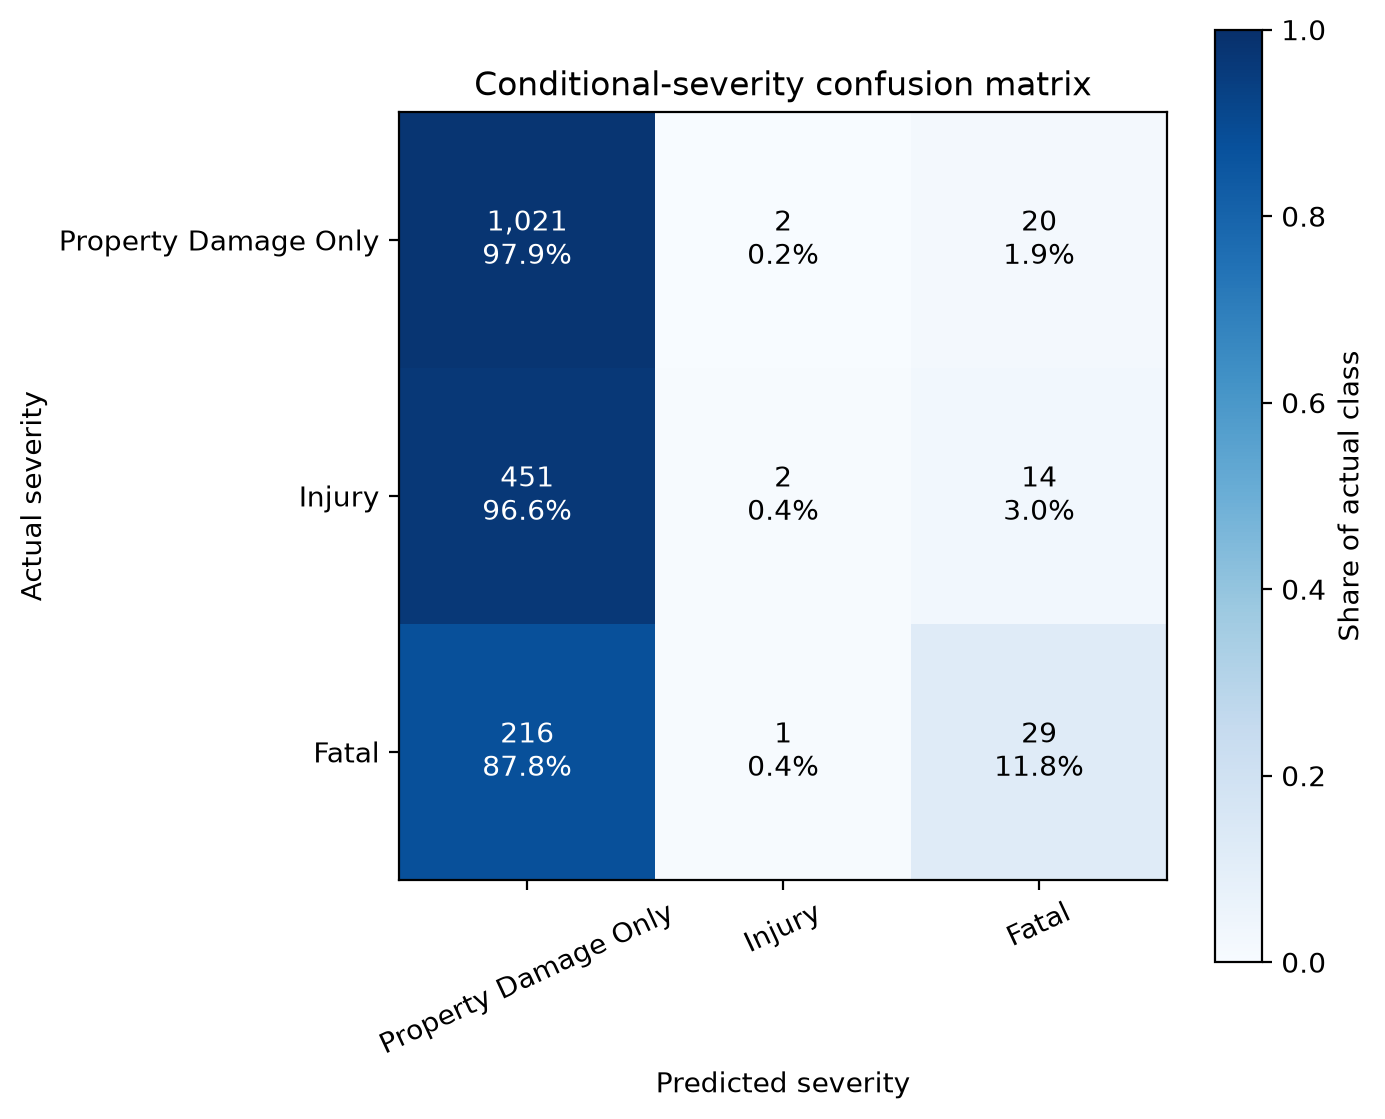 Conditional-severity confusion matrix
Actual severity
Property Damage Only
Injury
Fatal
1,021
97.9%
2
0.2%
20
1.9%
451
96.6%
2
0.4%
14
3.0%
216
87.8%
1
0.4%
29
11.8%
Property Damage Only
Injury
Fatal
Predicted severity
1.0
0.8
0.6
0.4
0.2
0.0
Share of actual class